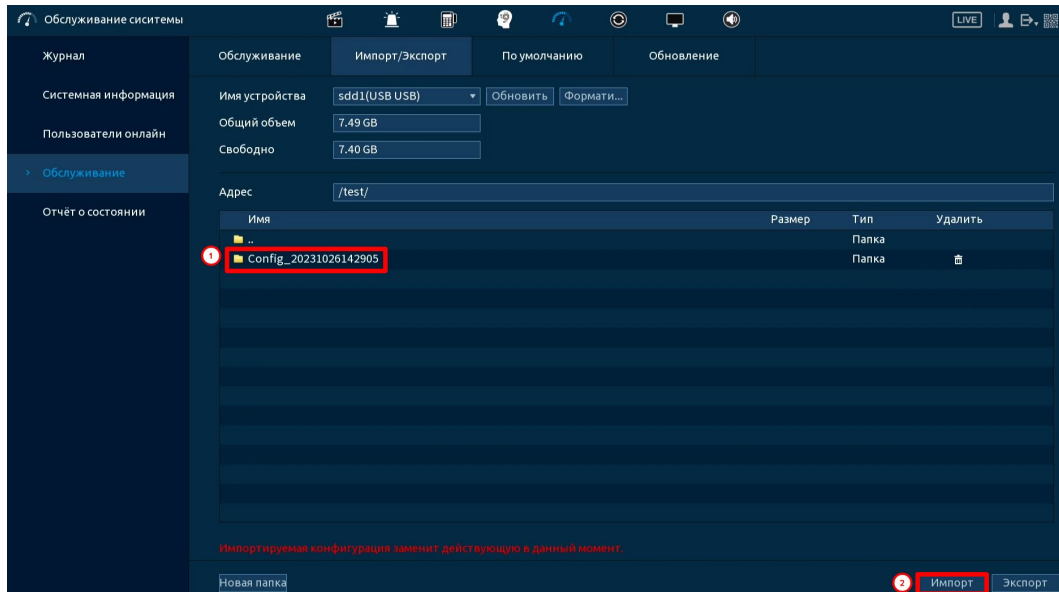 Обслуживание сиситемы LIVE
Журнал
Системная информация
Пользователи онлайн
Обслуживание
Отчёт о состоянии
Обслуживание Импорт/Экспорт По умолчанию Обновление
Имя устройства sdd1(USB USB) Обновить Формати...
Общий объем 7.49 GB
Свободно 7.40 GB
Адрес /test/
Имя Размер Тип Удалить
.. Папка
1 Config_20231026142905 Папка
Импортируемая конфигурация заменит действующую в данный момент.
Новая папка 2 Импорт Экспорт